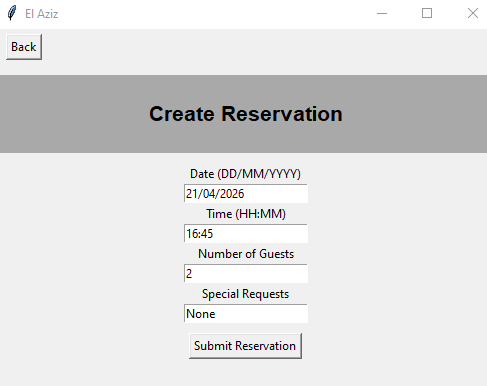 El Aziz
Back
Create Reservation
Date (DD/MM/YYYY)
21/04/2026
Time (HH:MM)
16:45
Number of Guests
2
Special Requests
None
Submit Reservation